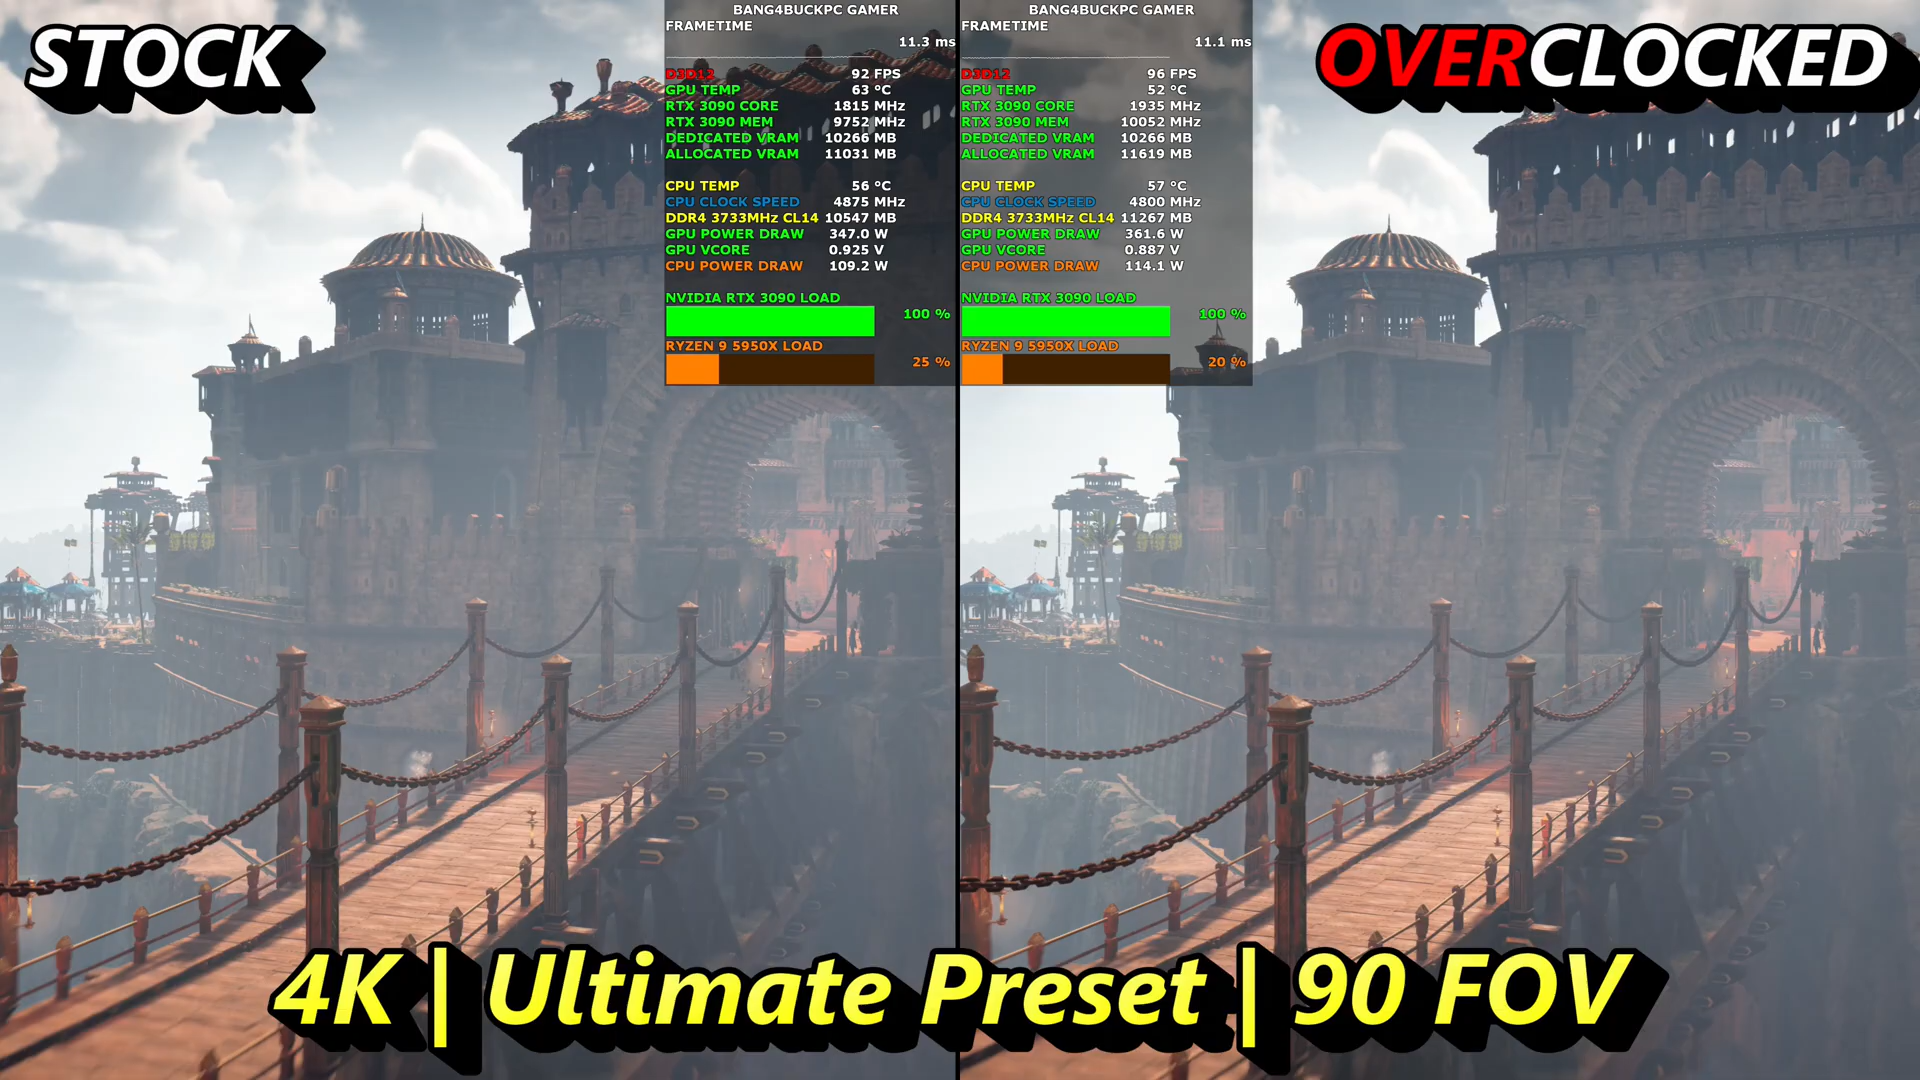 STOCK
BANG4BUCKPC GAMER
FRAMETIME
11.3 ms
D3D12 92 FPS
GPU TEMP 63 °C
RTX 3090 CORE 1815 MHz
RTX 3090 MEM 9752 MHz
DEDICATED VRAM 10266 MB
ALLOCATED VRAM 11031 MB
CPU TEMP 56 °C
CPU CLOCK SPEED 4875 MHz
DDR4 3733MHz CL14 10547 MB
GPU POWER DRAW 347.0 W
GPU VCORE 0.925 V
CPU POWER DRAW 109.2 W
NVIDIA RTX 3090 LOAD
100 %
RYZEN 9 5950X LOAD
25 %
BANG4BUCKPC GAMER
FRAMETIME
11.1 ms
D3D12 96 FPS
GPU TEMP 52 °C
RTX 3090 CORE 1935 MHz
RTX 3090 MEM 10052 MHz
DEDICATED VRAM 10266 MB
ALLOCATED VRAM 11619 MB
CPU TEMP 57 °C
CPU CLOCK SPEED 4800 MHz
DDR4 3733MHz CL14 11267 MB
GPU POWER DRAW 361.6 W
GPU VCORE 0.887 V
CPU POWER DRAW 114.1 W
NVIDIA RTX 3090 LOAD
100 %
RYZEN 9 5950X LOAD
20 %
OVERCLOCKED
4K | Ultimate Preset | 90 FOV